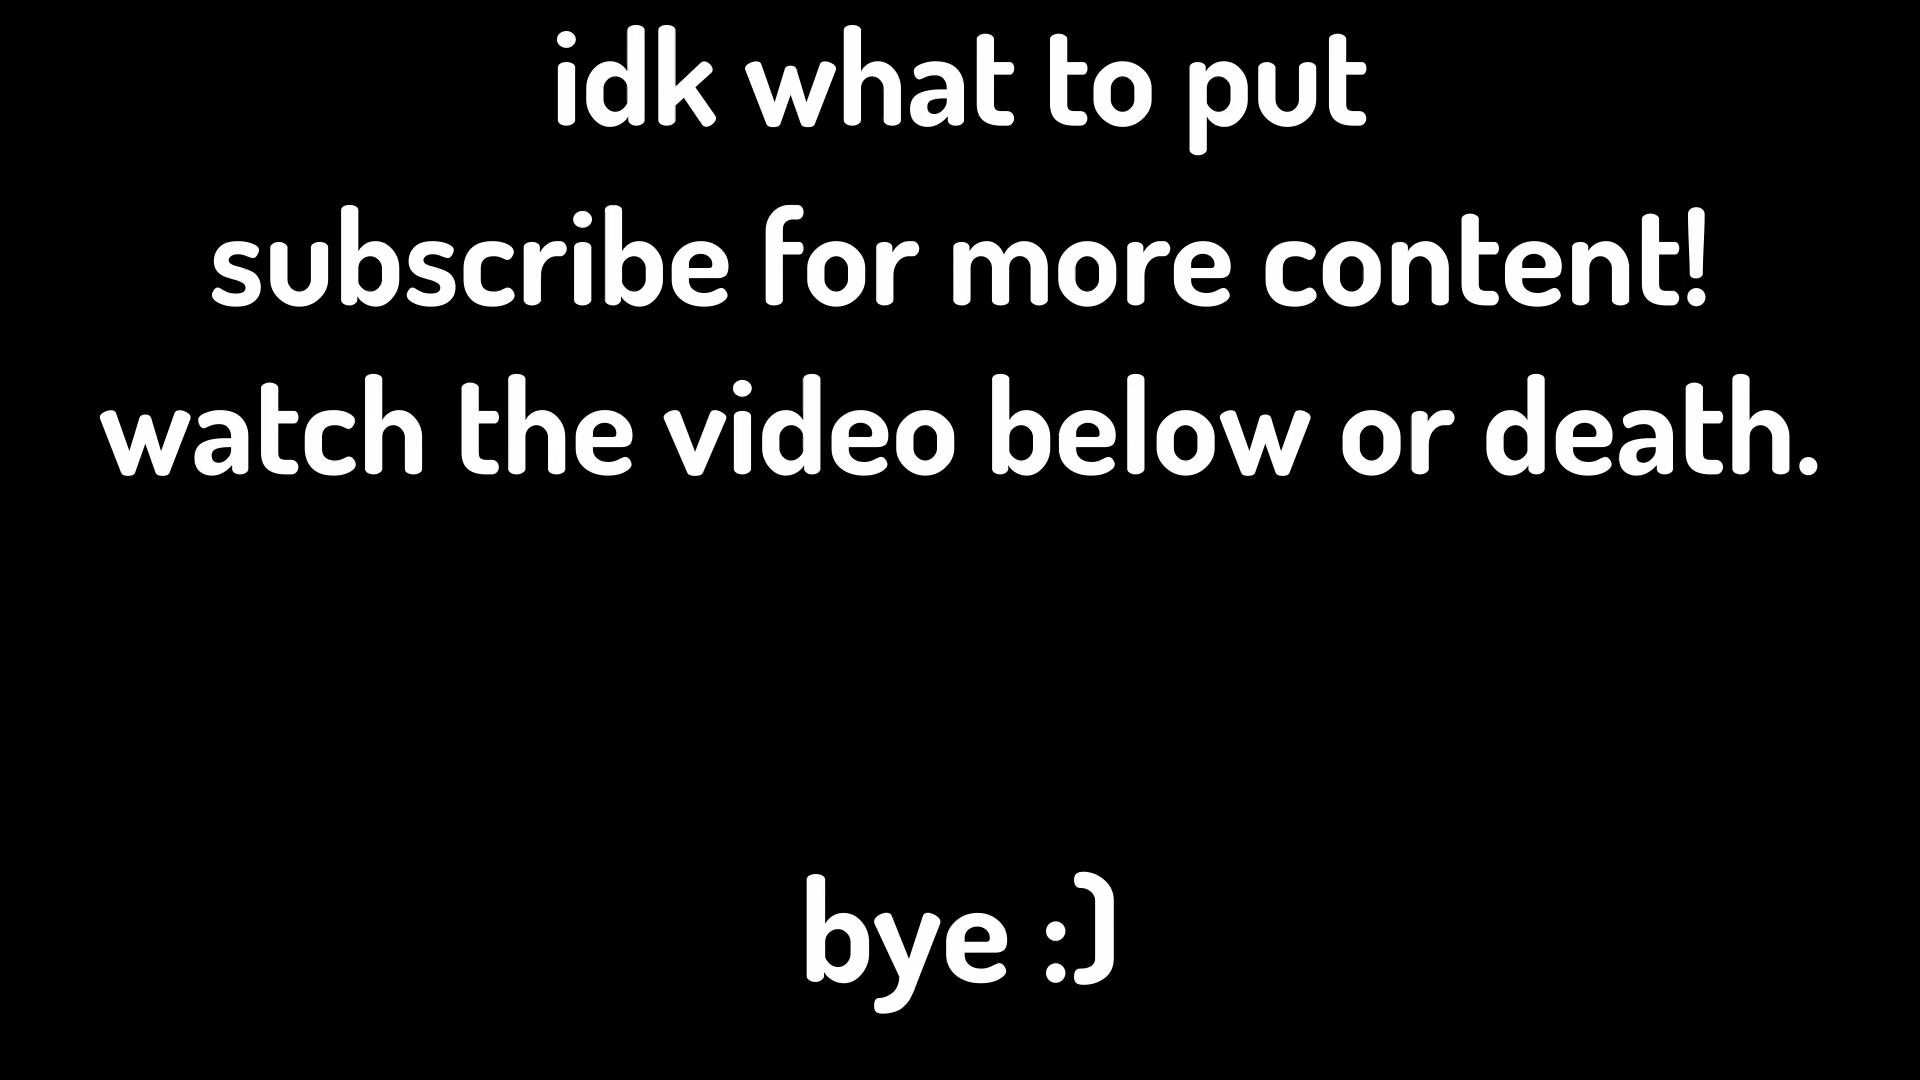 idk what to put
subscribe for more content!
watch the video below or death.
bye :)